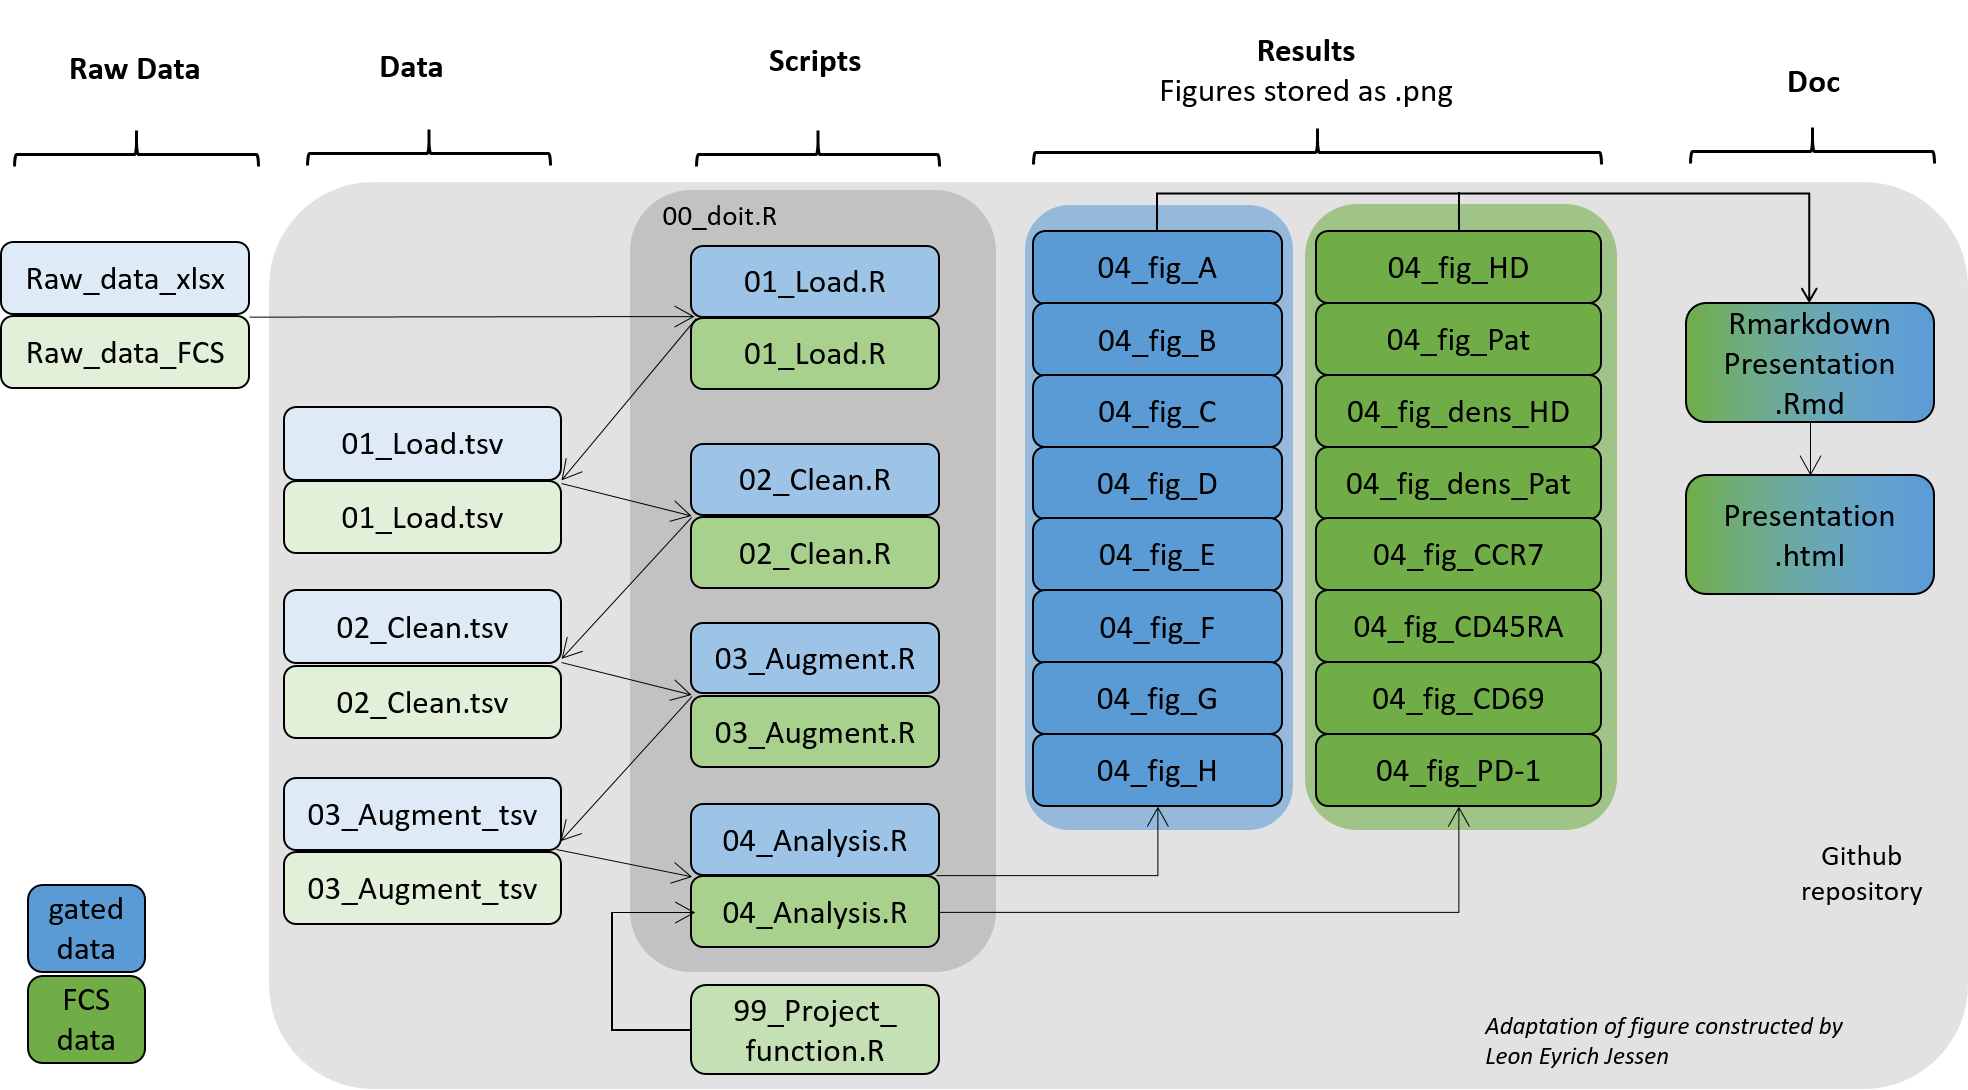 Raw Data
Data
Scripts
Results
Figures stored as .png
Doc
Raw_data_xlsx
Raw_data_FCS
01_Load.tsv
01_Load.tsv
02_Clean.tsv
02_Clean.tsv
03_Augment_tsv
03_Augment_tsv
gated
data
FCS
data
00_doit.R
01_Load.R
01_Load.R
02_Clean.R
02_Clean.R
03_Augment.R
03_Augment.R
04_Analysis.R
04_Analysis.R
99_Project_
function.R
04_fig_A
04_fig_B
04_fig_C
04_fig_D
04_fig_E
04_fig_F
04_fig_G
04_fig_H
04_fig_HD
04_fig_Pat
04_fig_dens_HD
04_fig_dens_Pat
04_fig_CCR7
04_fig_CD45RA
04_fig_CD69
04_fig_PD-1
Rmarkdown
Presentation
.Rmd
Presentation
.html
Github
repository
Adaptation of figure constructed by
Leon Eyrich Jessen